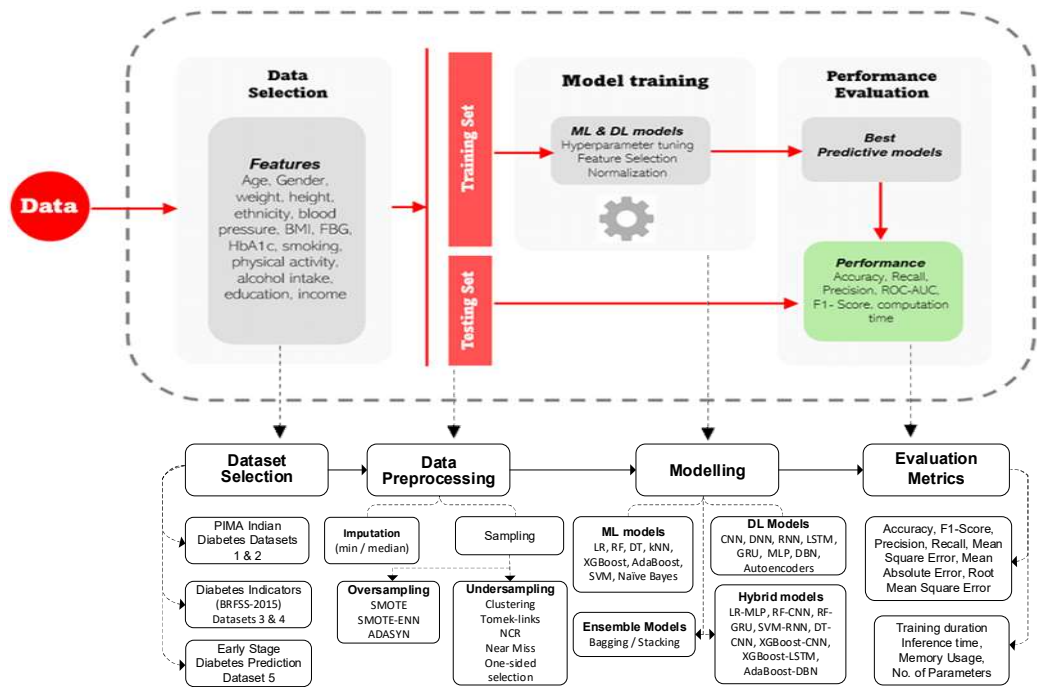 Data
Data
Selection
Features
Age, Gender,
weight, height,
ethnicity, blood
pressure, BMI, FBG,
HbA1c, smoking,
physical activity,
alcohol intake,
education, income
Training Set
Testing Set
Model training
ML & DL models
Hyperparameter tuning
Feature Selection
Normalization
Performance
Evaluation
Best
Predictive models
Performance
Accuracy, Recall,
Precision, ROC-AUC,
F1- Score, computation
time
Dataset
Selection
Data
Preprocessing
Modelling
Evaluation
Metrics
PIMA Indian
Diabetes Datasets
1 & 2
Diabetes Indicators
(BRFSS-2015)
Datasets 3 & 4
Early Stage
Diabetes Prediction
Dataset 5
Imputation
(min / median)
Sampling
Oversampling
SMOTE
SMOTE-ENN
ADASYN
Undersampling
Clustering
Tomek-links
NCR
Near Miss
One-sided
selection
ML models
LR, RF, DT, kNN,
XGBoost, AdaBoost,
SVM, Naïve Bayes
DL Models
CNN, DNN, RNN, LSTM,
GRU, MLP, DBN,
Autoencoders
Ensemble Models
Bagging / Stacking
Hybrid models
LR-MLP, RF-CNN, RF-
GRU, SVM-RNN, DT-
CNN, XGBoost-CNN,
XGBoost-LSTM,
AdaBoost-DBN
Accuracy, F1-Score,
Precision, Recall, Mean
Square Error, Mean
Absolute Error, Root
Mean Square Error
Training duration
Inference time,
Memory Usage,
No. of Parameters